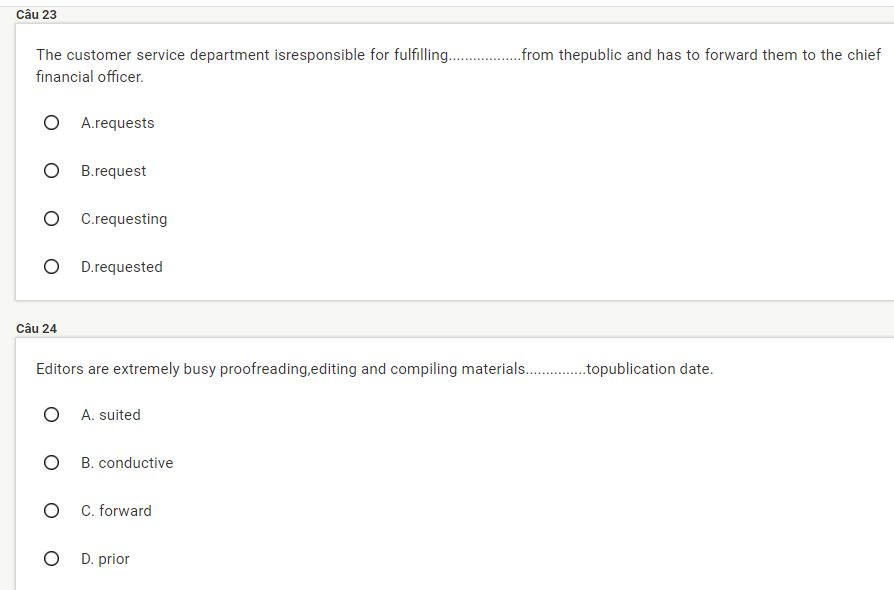 Câu 23
The customer service department isresponsible for fulfilling..................from thepublic and has to forward them to the chief
financial officer.
A.requests
B.request
C.requesting
D.requested
Câu 24
Editors are extremely busy proofreading,editing and compiling materials...............topublication date.
A. suited
B. conductive
C. forward
D. prior